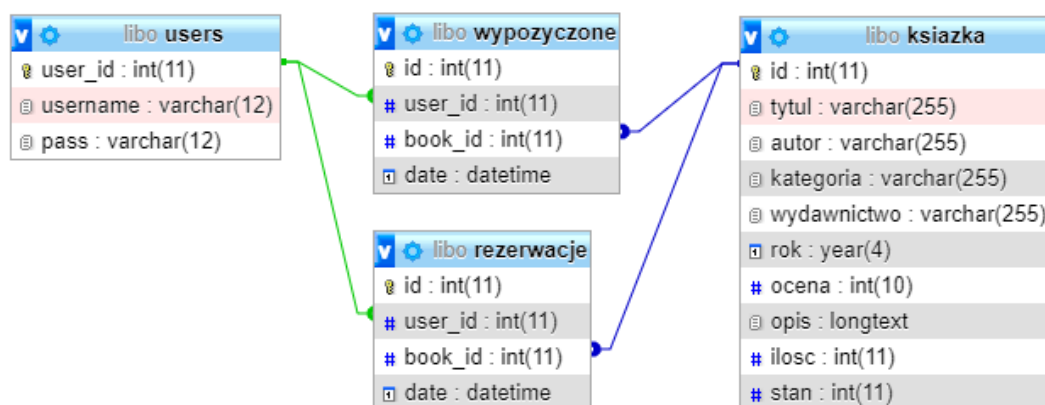 v libo users
user_id : int(11)
username : varchar(12)
pass : varchar(12)
v libo wypozyczone
id : int(11)
# user_id : int(11)
# book_id : int(11)
date : datetime
v libo rezerwacje
id : int(11)
# user_id : int(11)
# book_id : int(11)
date : datetime
v libo ksiazka
id : int(11)
tytul : varchar(255)
autor : varchar(255)
kategoria : varchar(255)
wydawnictwo : varchar(255)
rok : year(4)
# ocena : int(10)
opis : longtext
# ilosc : int(11)
# stan : int(11)